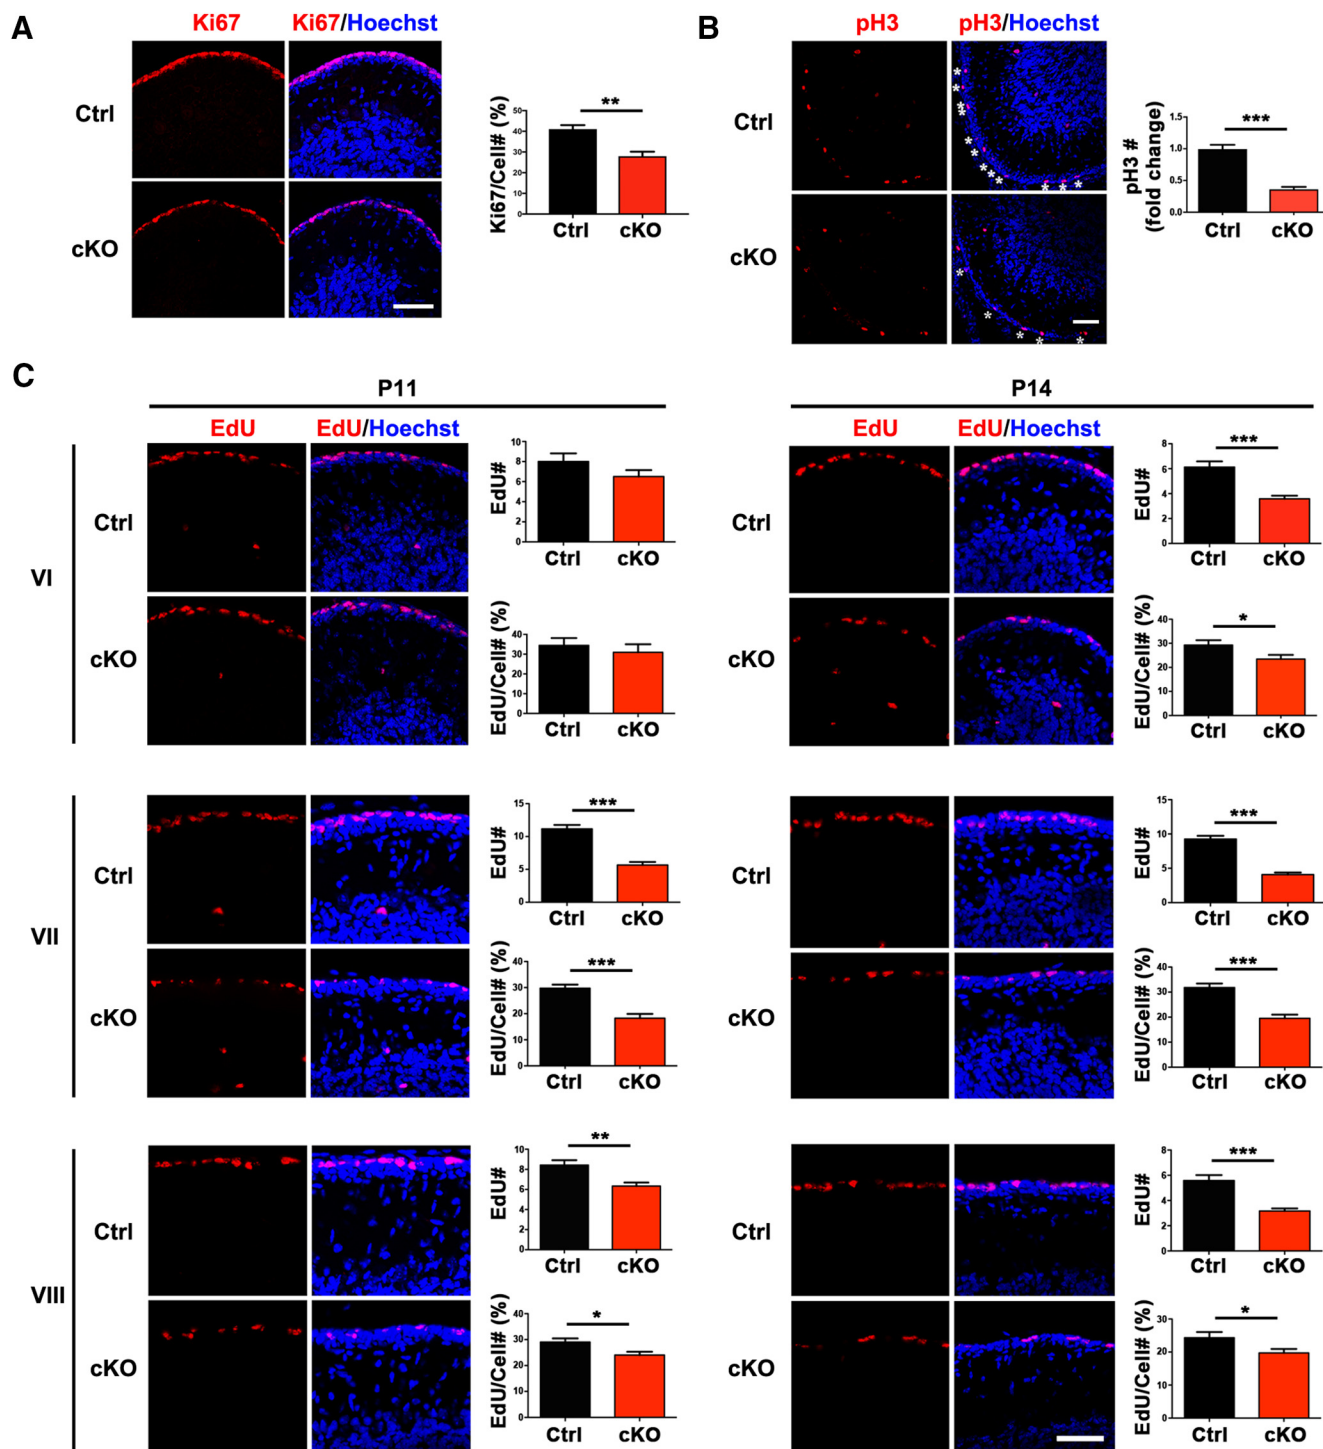 A
Ki67
Ki67/Hoechst
Ctrl
cKO
Ki67/Cell# (%)
50
40
30
20
10
0
**
Ctrl
cKO
B
pH3
pH3/Hoechst
Ctrl
cKO
* * * * * * * * * * * *
* * * * *
pH3 #
(fold change)
1.5
1.0
0.5
0.0
***
Ctrl
cKO
C
P11
P14
EdU
EdU/Hoechst
EdU
EdU/Hoechst
VI
Ctrl
cKO
EdU#
10
8
6
4
2
0
Ctrl
cKO
EdU/Cell# (%)
40
30
20
10
0
Ctrl
cKO
Ctrl
cKO
EdU#
8
6
4
2
0
***
Ctrl
cKO
EdU/Cell# (%)
40
30
20
10
0
*
Ctrl
cKO
VII
Ctrl
cKO
EdU#
15
10
5
0
***
Ctrl
cKO
EdU/Cell# (%)
40
30
20
10
0
***
Ctrl
cKO
Ctrl
cKO
EdU#
15
10
5
0
***
Ctrl
cKO
EdU/Cell# (%)
40
30
20
10
0
***
Ctrl
cKO
VIII
Ctrl
cKO
EdU#
10
8
6
4
2
0
**
Ctrl
cKO
EdU/Cell# (%)
40
30
20
10
0
*
Ctrl
cKO
Ctrl
cKO
EdU#
8
6
4
2
0
***
Ctrl
cKO
EdU/Cell# (%)
30
20
10
0
*
Ctrl
cKO